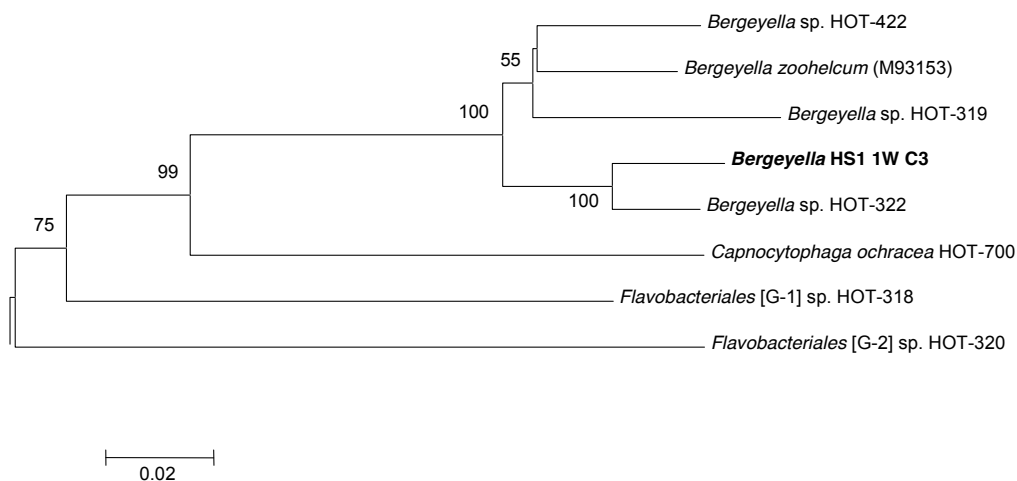 Bergeyella sp. HOT-422
55
Bergeyella zoohelcum (M93153)
100
Bergeyella sp. HOT-319
Bergeyella HS1 1W C3
99
100
Bergeyella sp. HOT-322
75
Capnocytophaga ochracea HOT-700
Flavobacteriales [G-1] sp. HOT-318
Flavobacteriales [G-2] sp. HOT-320
0.02